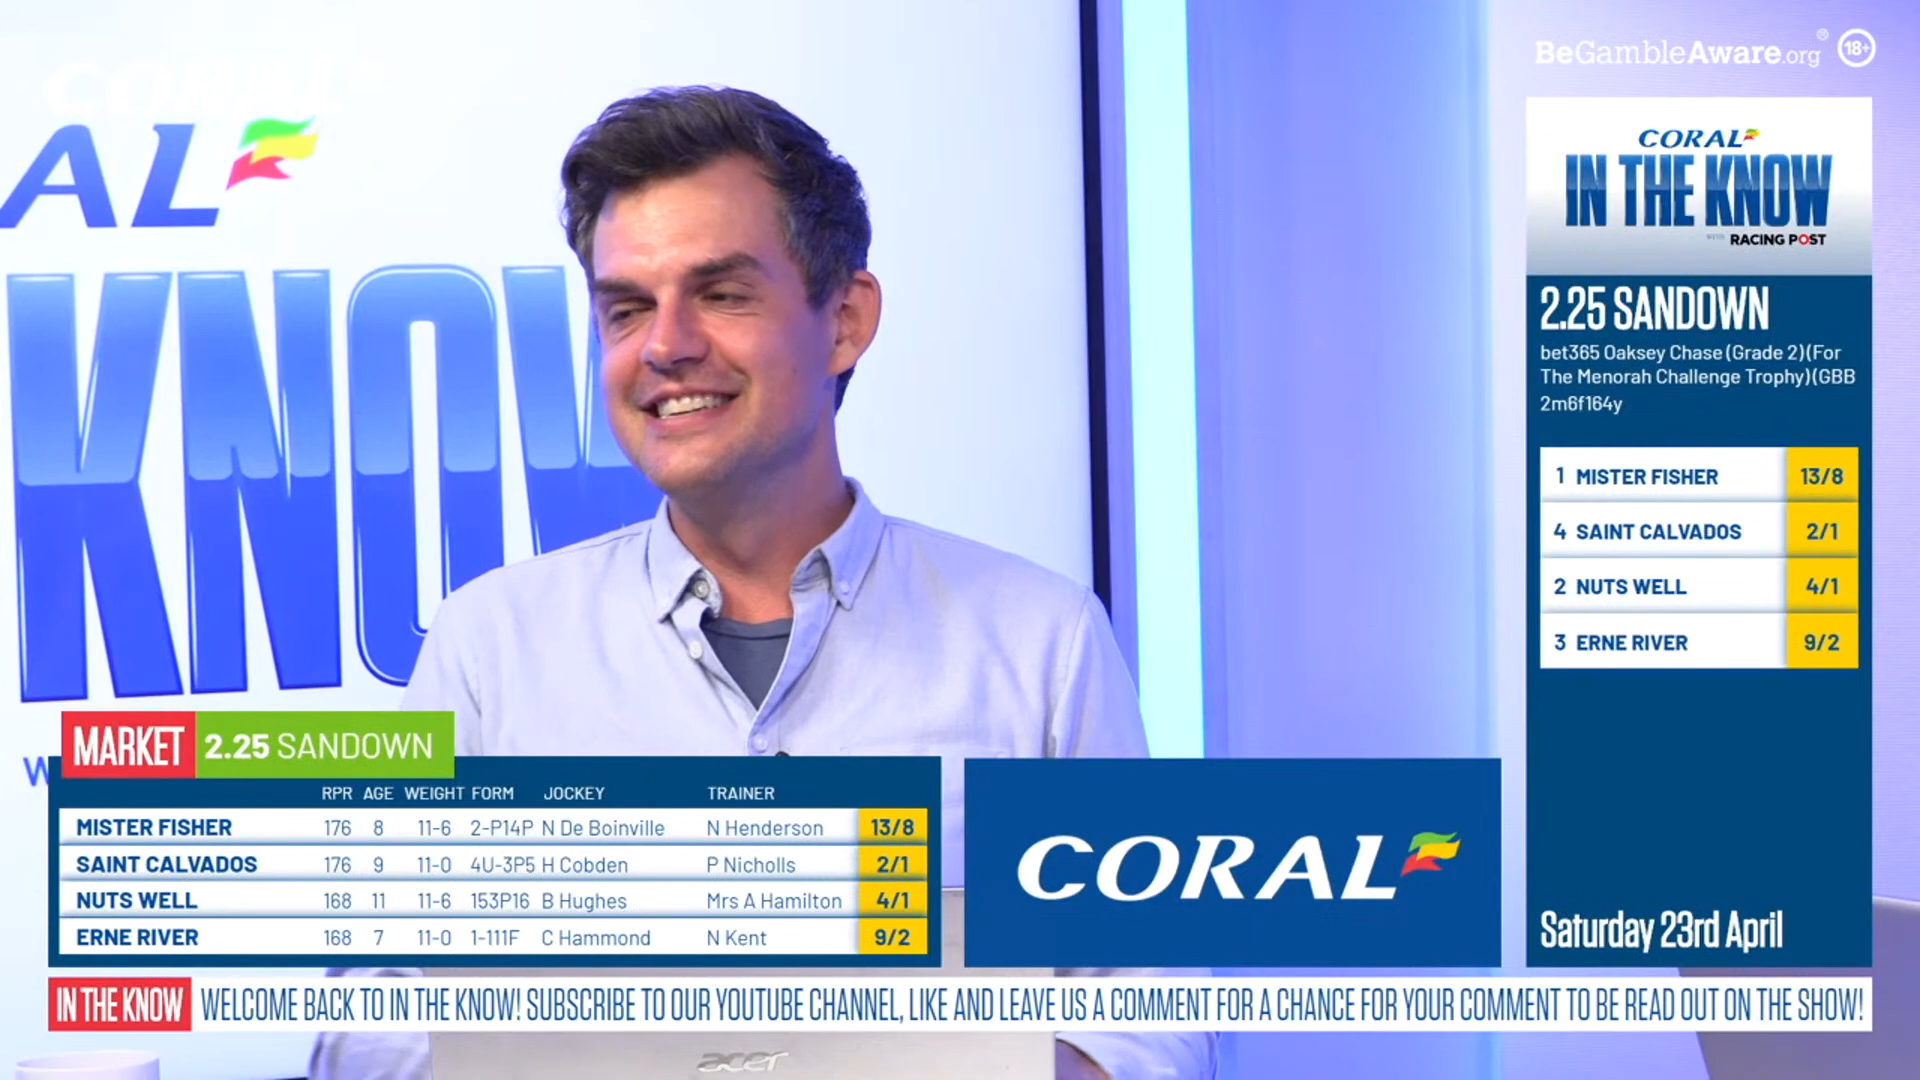 BeGambleAware.org® 18+
CORAL
AL
KNOW
W
CORAL
IN THE KNOW
WITH RACING POST
2.25 SANDOWN
bet365 Oaksey Chase (Grade 2) (For
The Menorah Challenge Trophy) (GBB
2m6f164y
1 MISTER FISHER 13/8
4 SAINT CALVADOS 2/1
2 NUTS WELL 4/1
3 ERNE RIVER 9/2
Saturday 23rd April
MARKET 2.25 SANDOWN
RPR AGE WEIGHT FORM JOCKEY TRAINER
MISTER FISHER 176 8 11-6 2-P14P N De Boinville N Henderson 13/8
SAINT CALVADOS 176 9 11-0 4U-3P5 H Cobden P Nicholls 2/1
NUTS WELL 168 11 11-6 153P16 B Hughes Mrs A Hamilton 4/1
ERNE RIVER 168 7 11-0 1-111F C Hammond N Kent 9/2
CORAL
IN THE KNOW WELCOME BACK TO IN THE KNOW! SUBSCRIBE TO OUR YOUTUBE CHANNEL, LIKE AND LEAVE US A COMMENT FOR A CHANCE FOR YOUR COMMENT TO BE READ OUT ON THE SHOW!
acer